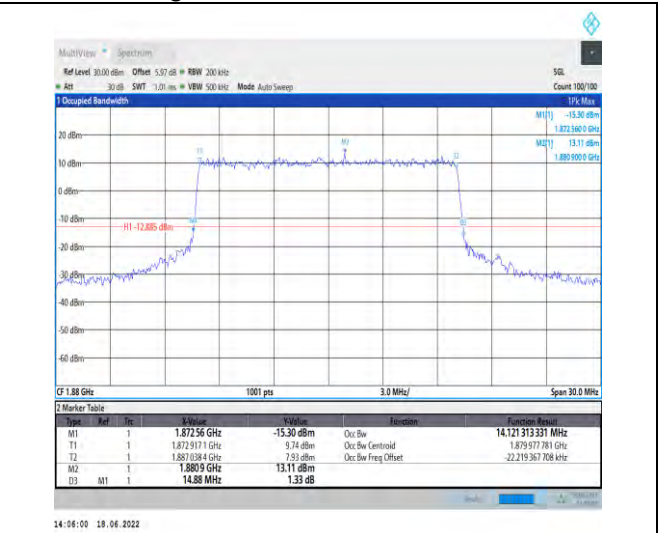 MultiView Spectrum
Ref Level 30.00 dBm Offset 5.97 dB RBW 200 kHz SGL
Att 30 dB SWT 1.01 ms VBW 500 kHz Mode Auto Sweep Count 100/100
1 Occupied Bandwidth 1Pk Max
M1[1] -15.30 dBm
1.872 560 0 GHz
M2[1] 13.11 dBm
1.880 900 0 GHz
20 dBm
M2
T1
T2
10 dBm
0 dBm
-10 dBm
H1 -12.885 dBm
-20 dBm
-30 dBm
-40 dBm
-50 dBm
-60 dBm
CF 1.88 GHz 1001 pts 3.0 MHz/ Span 30.0 MHz
2 Marker Table
Type Ref Trc X-Value Y-Value Function Function Result
M1 1 1.872 56 GHz -15.30 dBm Occ Bw 14.121 313 331 MHz
T1 1 1.872 917 1 GHz 9.74 dBm Occ Bw Centroid 1.879 977 781 GHz
T2 1 1.887 038 4 GHz 7.93 dBm Occ Bw Freq Offset -22.219 367 708 kHz
M2 1 1.880 9 GHz 13.11 dBm
D3 M1 1 14.88 MHz 1.33 dB
14:06:00 18.06.2022